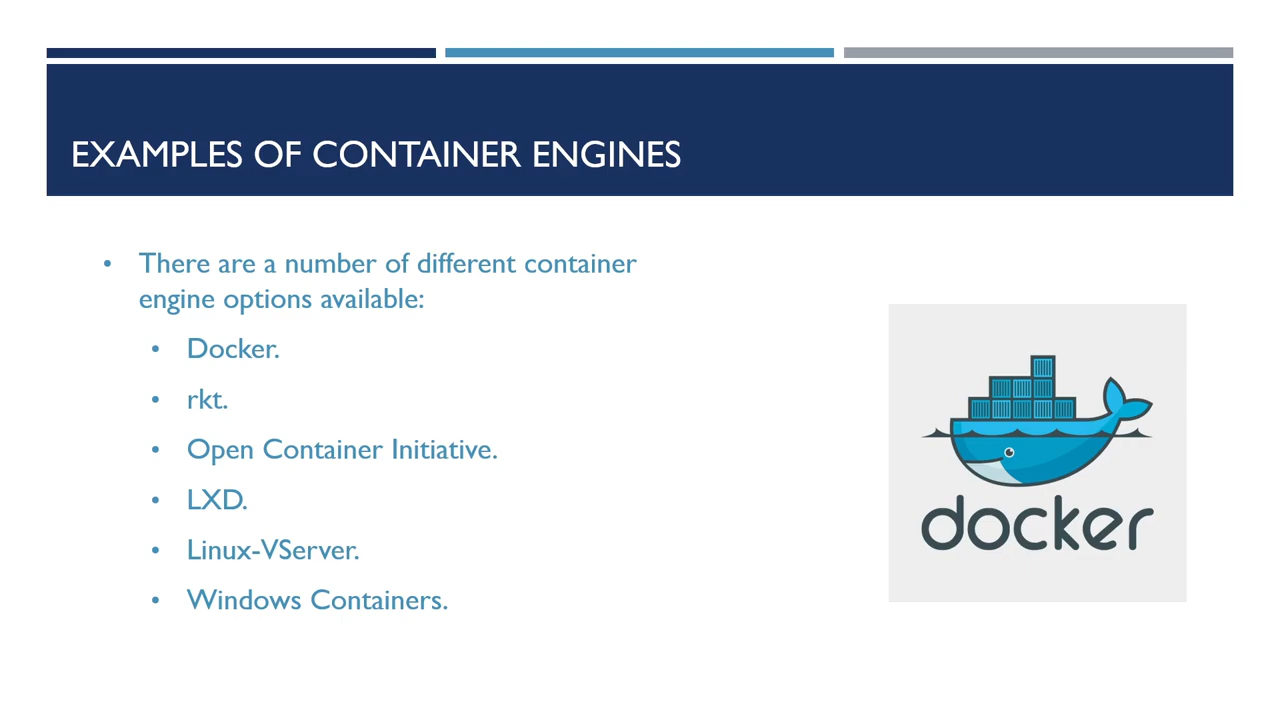 EXAMPLES OF CONTAINER ENGINES
• There are a number of different container
engine options available:
• Docker.
• rkt.
• Open Container Initiative.
• LXD.
• Linux-VServer.
• Windows Containers.
docker